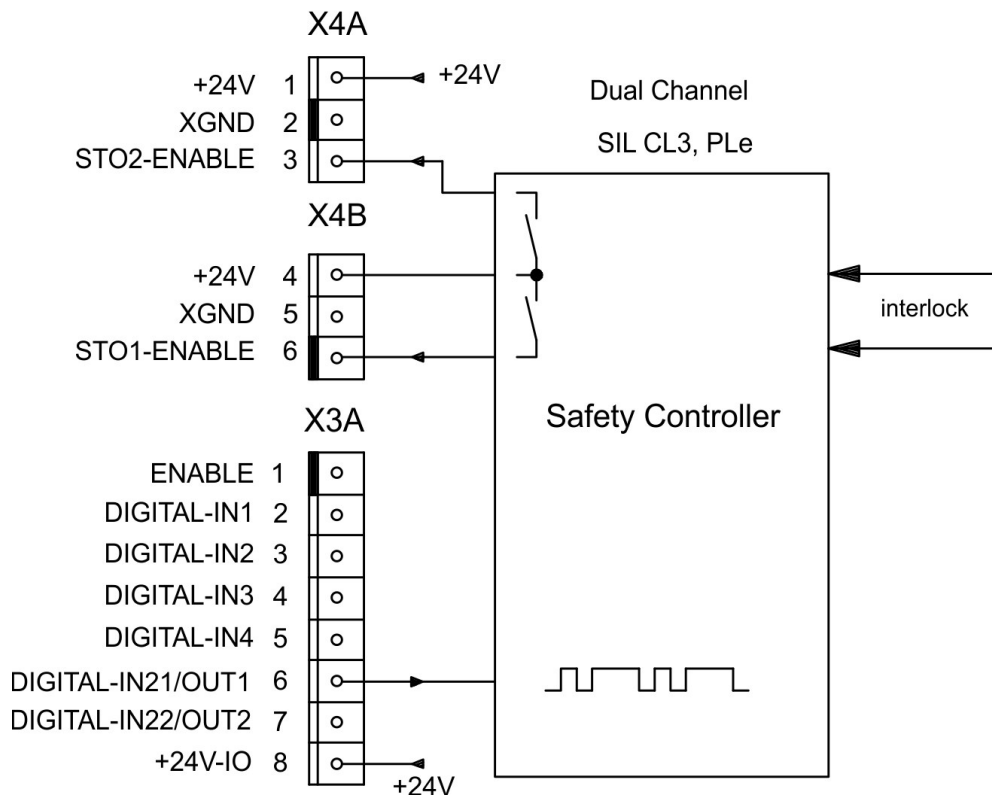 X4A
+24V 1
+24V
XGND 2
STO2-ENABLE 3
Dual Channel
SIL CL3, PLe
X4B
+24V 4
XGND 5
STO1-ENABLE 6
interlock
Safety Controller
X3A
ENABLE 1
DIGITAL-IN1 2
DIGITAL-IN2 3
DIGITAL-IN3 4
DIGITAL-IN4 5
DIGITAL-IN21/OUT1 6
DIGITAL-IN22/OUT2 7
+24V-IO 8
+24V